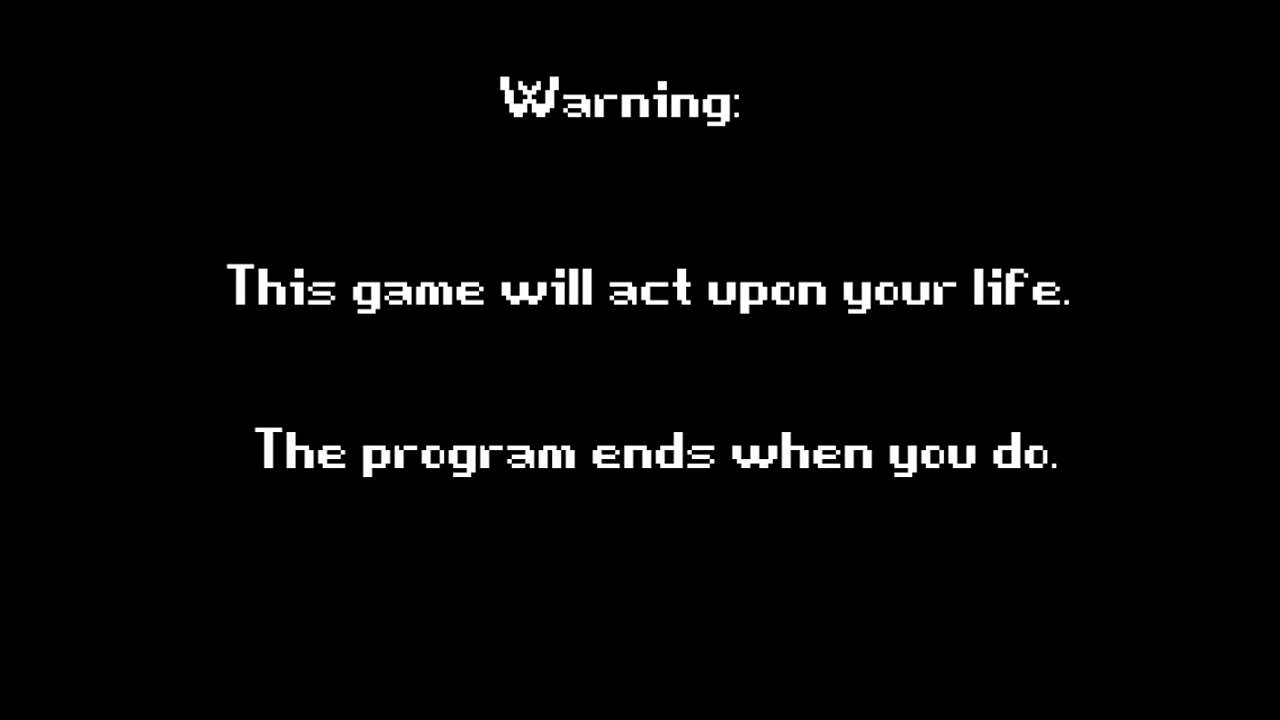 Warning:
This game will act upon your life.
The program ends when you do.